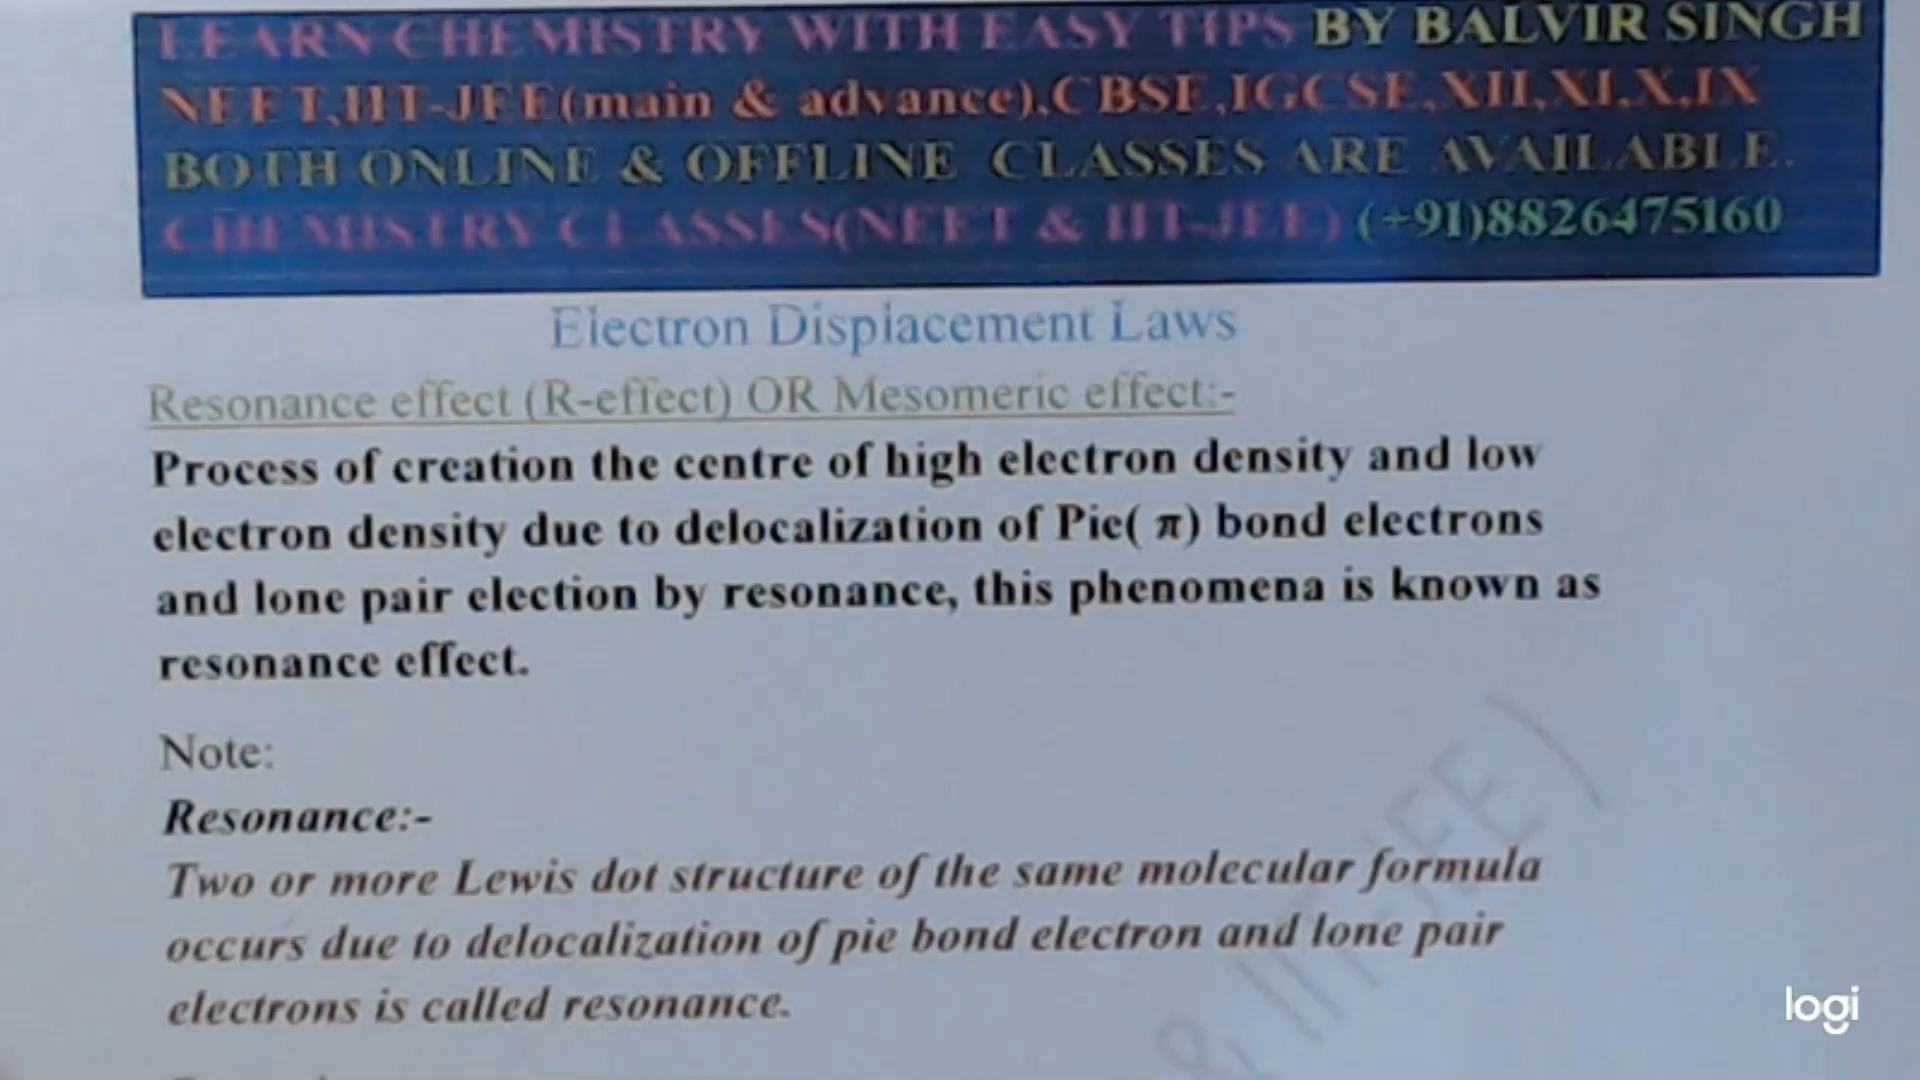 LEARN CHEMISTRY WITH EASY TIPS BY BALVIR SINGH
NEET,IIT-JEE(main & advance),CBSE,IGCSE,XII,XI,X,IX
BOTH ONLINE & OFFLINE CLASSES ARE AVAILABLE.
CHEMISTRY CLASSES(NEET & IIT-JEE) (+91)8826475160
Electron Displacement Laws
Resonance effect (R-effect) OR Mesomeric effect:-
Process of creation the centre of high electron density and low
electron density due to delocalization of Pie( π) bond electrons
and lone pair election by resonance, this phenomena is known as
resonance effect.
Note:
Resonance:-
Two or more Lewis dot structure of the same molecular formula
occurs due to delocalization of pie bond electron and lone pair
electrons is called resonance.
& IIT-JEE)
logi